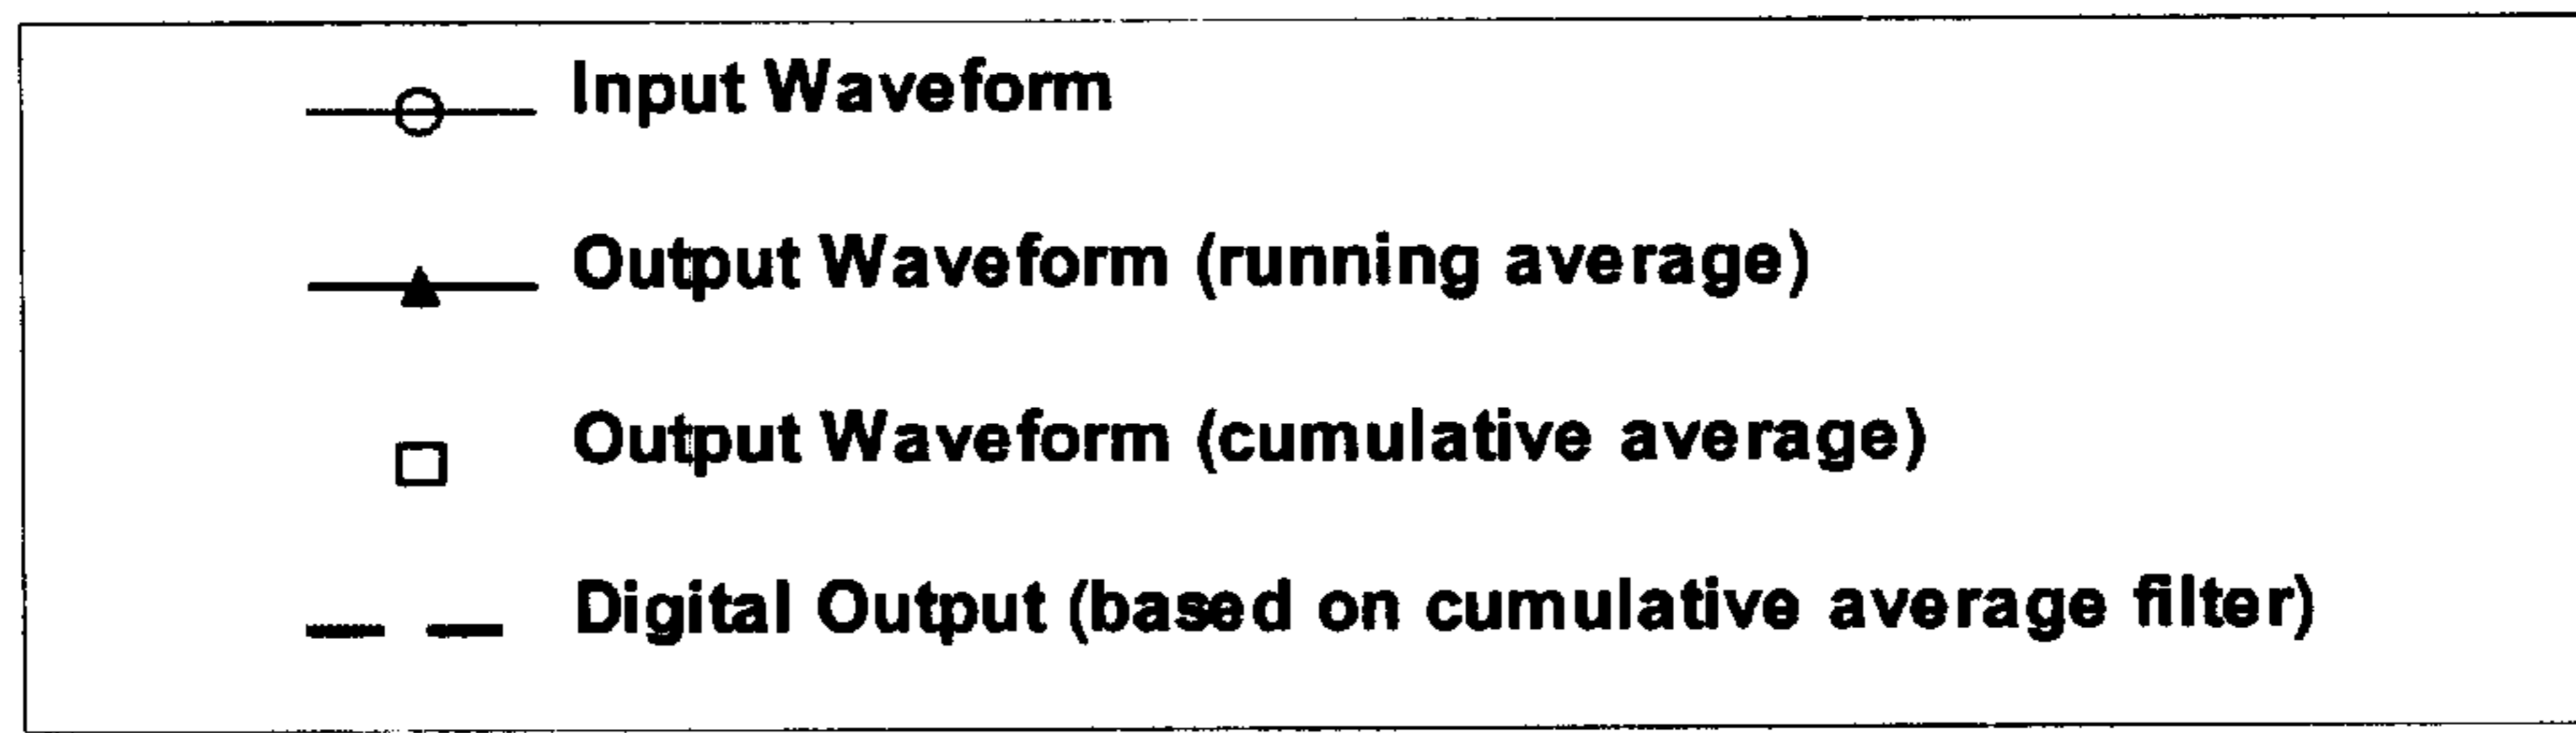 Input Waveform
Output Waveform (running average)
Output Waveform (cumulative average)
Digital Output (based on cumulative average filter)